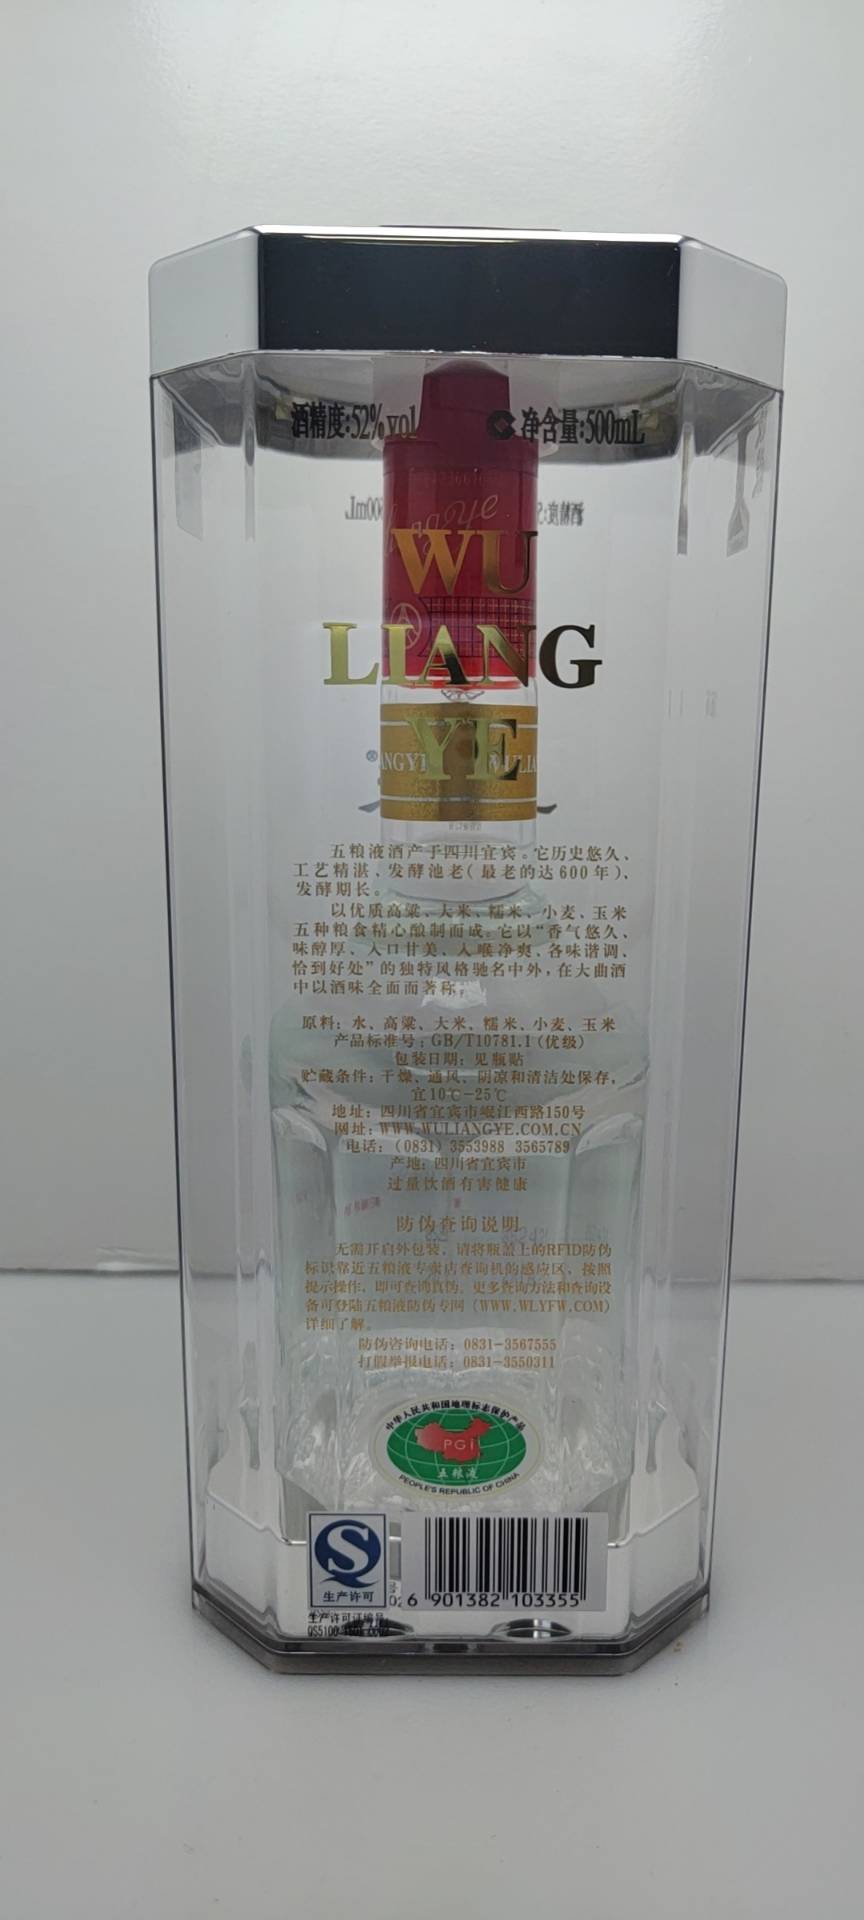 酒精度:52%vol
净含量:500mL
WU
LIANG
YE
五粮液酒产于四川宜宾。它历史悠久、
工艺精湛、发酵池老(最老的达600年)、
发酵期长。
以优质高粱、大米、糯米、小麦、玉米
五种粮食精心酿制而成。它以“香气悠久、
味醇厚、入口甘美、入喉净爽、各味谐调、
恰到好处”的独特风格驰名中外,在大曲酒
中以酒味全面而著称。
原料: 水、高粱、大米、糯米、小麦、玉米
产品标准号: GB/T10781.1(优级)
包装日期: 见瓶贴
贮藏条件: 干燥、通风、阴凉和清洁处保存,
宜10℃-25℃
地址: 四川省宜宾市岷江西路150号
网址: WWW.WULIANGYE.COM.CN
电话: (0831) 3553988 3565789
产地: 四川省宜宾市
过量饮酒有害健康
防伪查询说明
无需开启外包装, 请将瓶盖上的RFID防伪
标识靠近五粮液专卖店查询机的感应区, 按照
提示操作, 即可查询真伪。更多查询方法和查询设
备可登陆五粮液防伪专网 (WWW.WLYFW.COM)
详细了解。
防伪咨询电话: 0831-3567555
打假举报电话: 0831-3550311
中华人民共和国地理标志保护产品
PGI
五粮液
PEOPLE'S REPUBLIC OF CHINA
生产许可
6 901382 103355
生产许可证编号